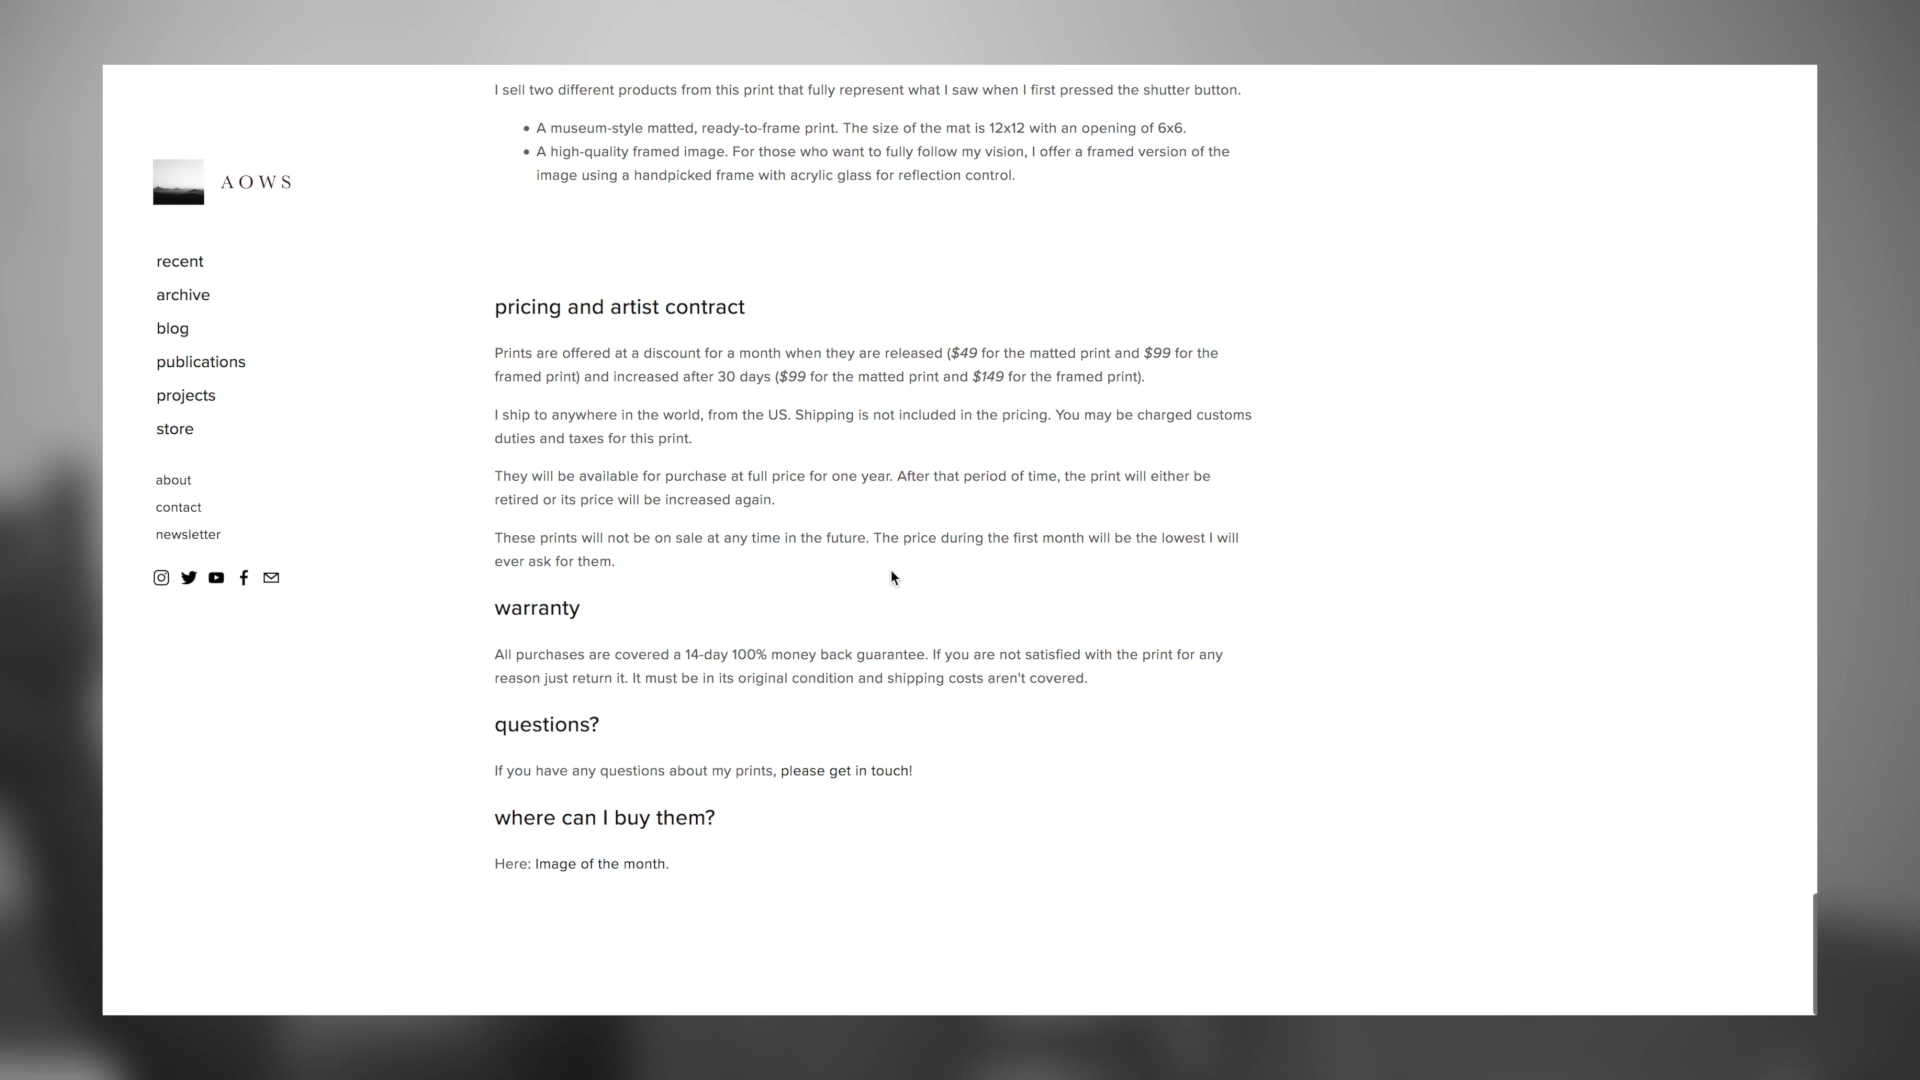 AOWS
recent
archive
blog
publications
projects
store
about
contact
newsletter
I sell two different products from this print that fully represent what I saw when I first pressed the shutter button.
• A museum-style matted, ready-to-frame print. The size of the mat is 12x12 with an opening of 6x6.
• A high-quality framed image. For those who want to fully follow my vision, I offer a framed version of the
image using a handpicked frame with acrylic glass for reflection control.
pricing and artist contract
Prints are offered at a discount for a month when they are released ($49 for the matted print and $99 for the
framed print) and increased after 30 days ($99 for the matted print and $149 for the framed print).
I ship to anywhere in the world, from the US. Shipping is not included in the pricing. You may be charged customs
duties and taxes for this print.
They will be available for purchase at full price for one year. After that period of time, the print will either be
retired or its price will be increased again.
These prints will not be on sale at any time in the future. The price during the first month will be the lowest I will
ever ask for them.
warranty
All purchases are covered a 14-day 100% money back guarantee. If you are not satisfied with the print for any
reason just return it. It must be in its original condition and shipping costs aren't covered.
questions?
If you have any questions about my prints, please get in touch!
where can I buy them?
Here: Image of the month.